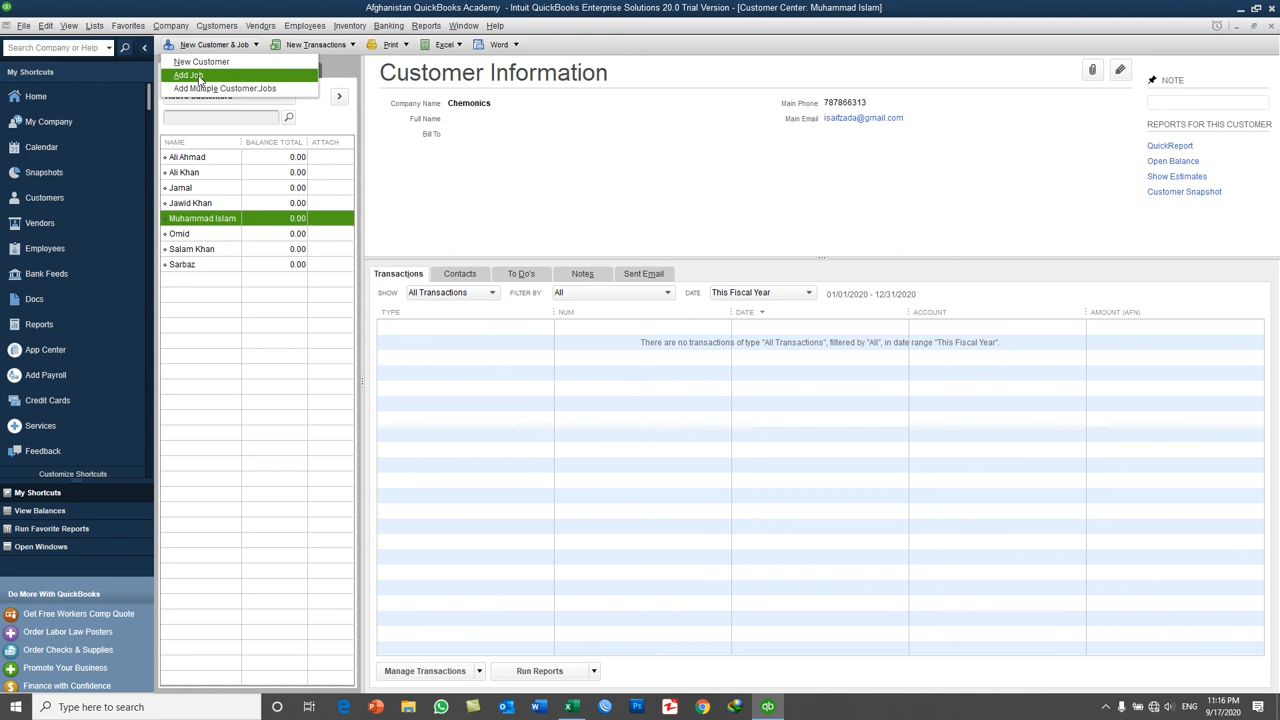 Afghanistan QuickBooks Academy - Intuit QuickBooks Enterprise Solutions 20.0 Trial Version - [Customer Center: Muhammad Islam]
File Edit View Lists Favorites Company Customers Vendors Employees Inventory Banking Reports Window Help
Search Company or Help
New Customer & Job New Transactions Print Excel Word
My Shortcuts
Home
My Company
Calendar
Snapshots
Customers
Vendors
Employees
Bank Feeds
Docs
Reports
App Center
Add Payroll
Credit Cards
Services
Feedback
Customize Shortcuts
My Shortcuts
View Balances
Run Favorite Reports
Open Windows
Do More With QuickBooks
Get Free Workers Comp Quote
Order Labor Law Posters
Order Checks & Supplies
Promote Your Business
Finance with Confidence
New Customer
Add Job
Add Multiple Customer:Jobs
NAME BALANCE TOTAL ATTACH
Ali Ahmad 0.00
Ali Khan 0.00
Jamal 0.00
Jawid Khan 0.00
Muhammad Islam 0.00
Omid 0.00
Salam Khan 0.00
Sarbaz 0.00
Customer Information
Company Name Chemonics
Full Name
Bill To
Main Phone 787866313
Main Email isaifzada@gmail.com
NOTE
REPORTS FOR THIS CUSTOMER
QuickReport
Open Balance
Show Estimates
Customer Snapshot
Transactions Contacts To Do's Notes Sent Email
SHOW All Transactions FILTER BY All DATE This Fiscal Year 01/01/2020 - 12/31/2020
TYPE NUM DATE ACCOUNT AMOUNT (AFN)
There are no transactions of type "All Transactions", filtered by "All", in date range "This Fiscal Year".
Manage Transactions Run Reports
Type here to search
ENG
11:16 PM
9/17/2020